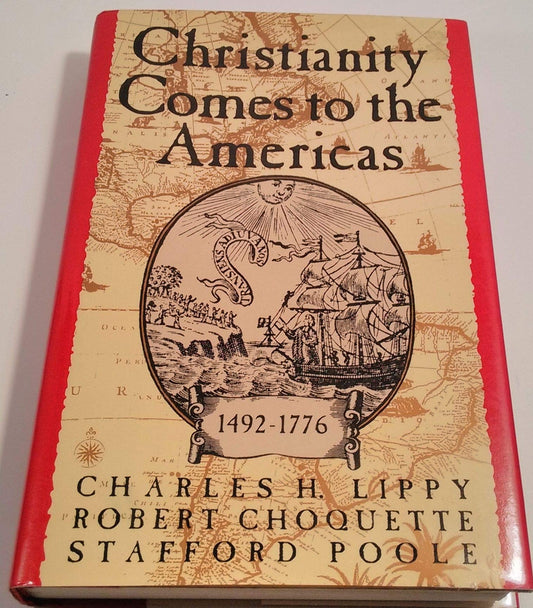 Christianity
Comes to the
Americas
1492-1776
CHARLES H. LIPPY
ROBERT CHOQUETTE
STAFFORD POOLE